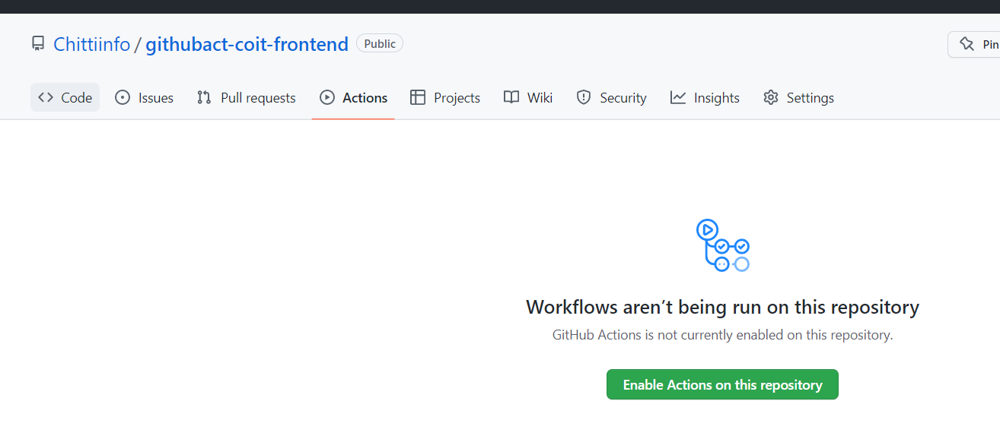 Chittiinfo / githubact-coit-frontend Public
Pin
Code Issues Pull requests Actions Projects Wiki Security Insights Settings
Workflows aren’t being run on this repository
GitHub Actions is not currently enabled on this repository.
Enable Actions on this repository